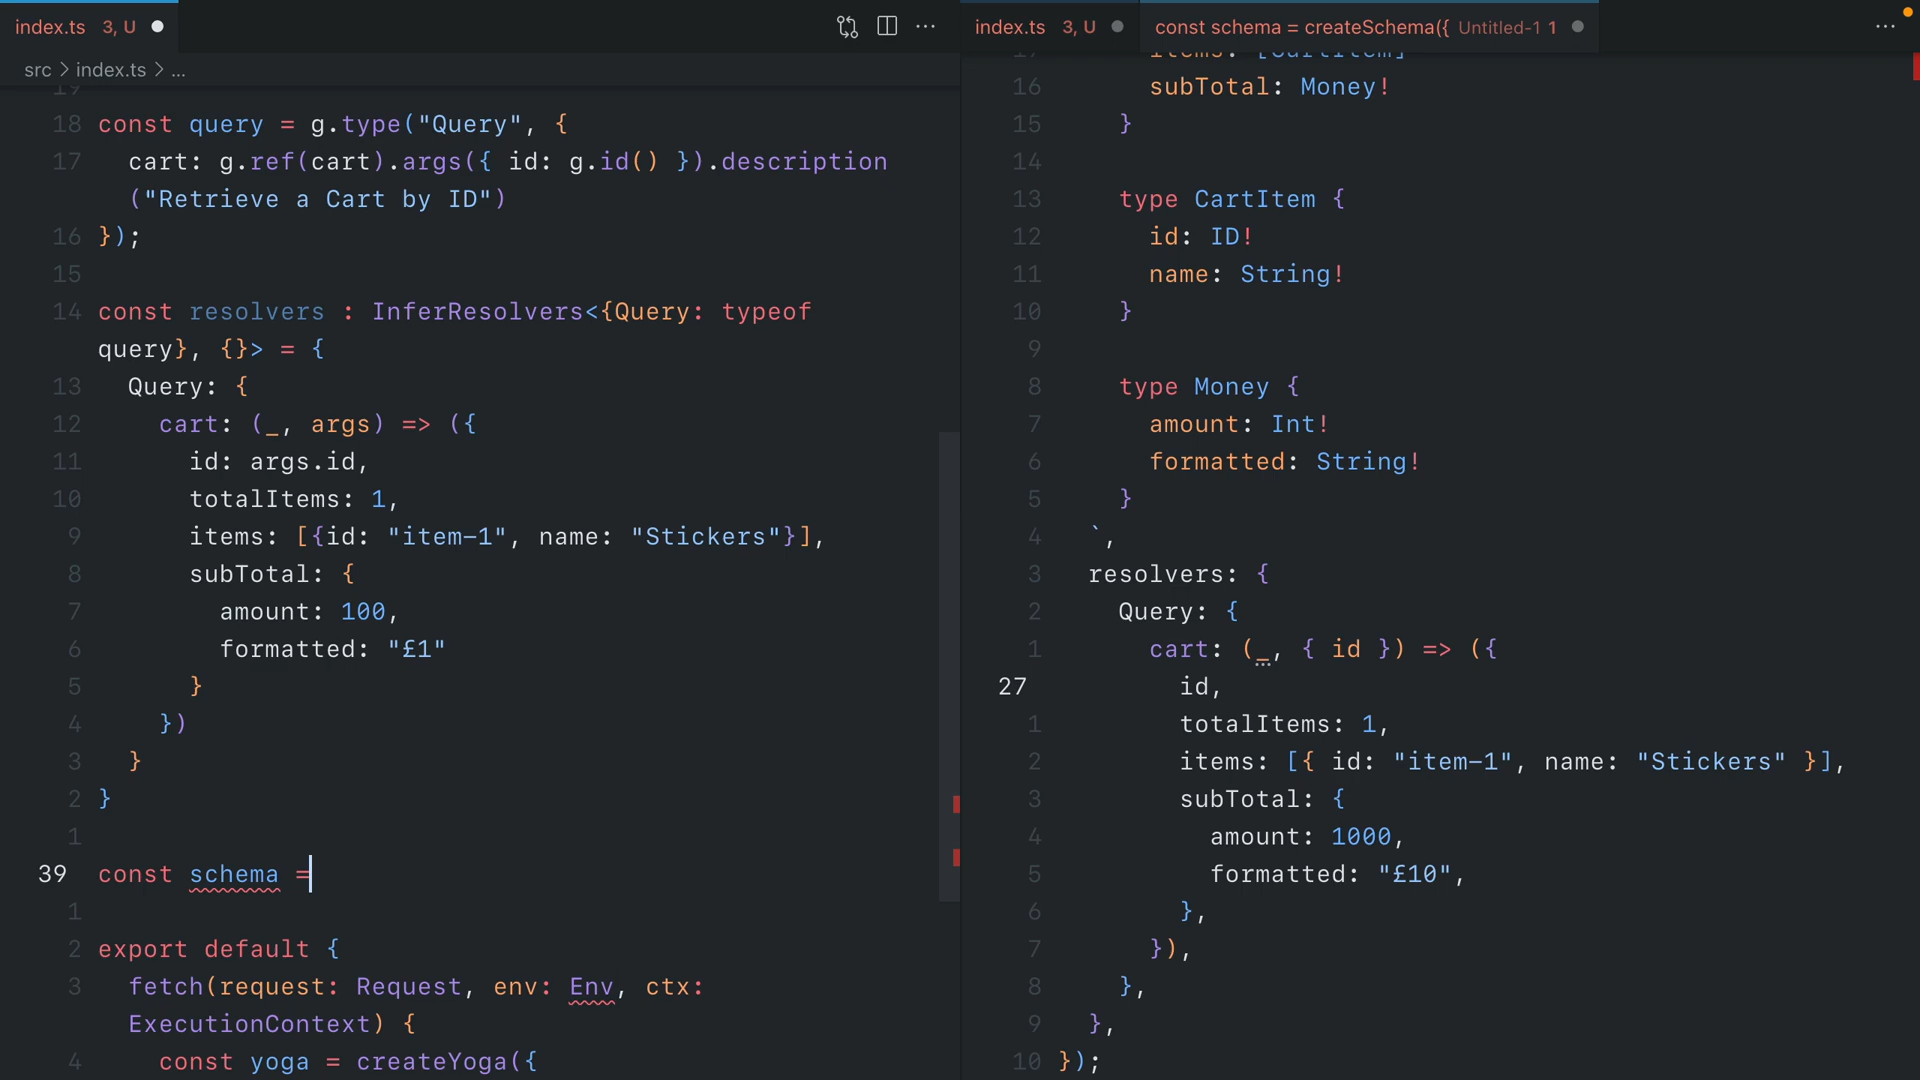 index.ts 3, U
src > index.ts > ...
19
18 const query = g.type("Query", {
17 cart: g.ref(cart).args({ id: g.id() }).description
("Retrieve a Cart by ID")
16 });
15
14 const resolvers : InferResolvers<{Query: typeof
query}, {}> = {
13 Query: {
12 cart: (_, args) => ({
11 id: args.id,
10 totalItems: 1,
9 items: [{id: "item-1", name: "Stickers"}],
8 subTotal: {
7 amount: 100,
6 formatted: "£1"
5 }
4 })
3 }
2 }
1
39 const schema =
1
2 export default {
3 fetch(request: Request, env: Env, ctx:
ExecutionContext) {
4 const yoga = createYoga({
index.ts 3, U const schema = createSchema({ Untitled-1 1
17 items: [CartItem]
16 subTotal: Money!
15 }
14
13 type CartItem {
12 id: ID!
11 name: String!
10 }
9
8 type Money {
7 amount: Int!
6 formatted: String!
5 }
4 `,
3 resolvers: {
2 Query: {
1 cart: (_, { id }) => ({
27 id,
1 totalItems: 1,
2 items: [{ id: "item-1", name: "Stickers" }],
3 subTotal: {
4 amount: 1000,
5 formatted: "£10",
6 },
7 }),
8 },
9 },
10 });